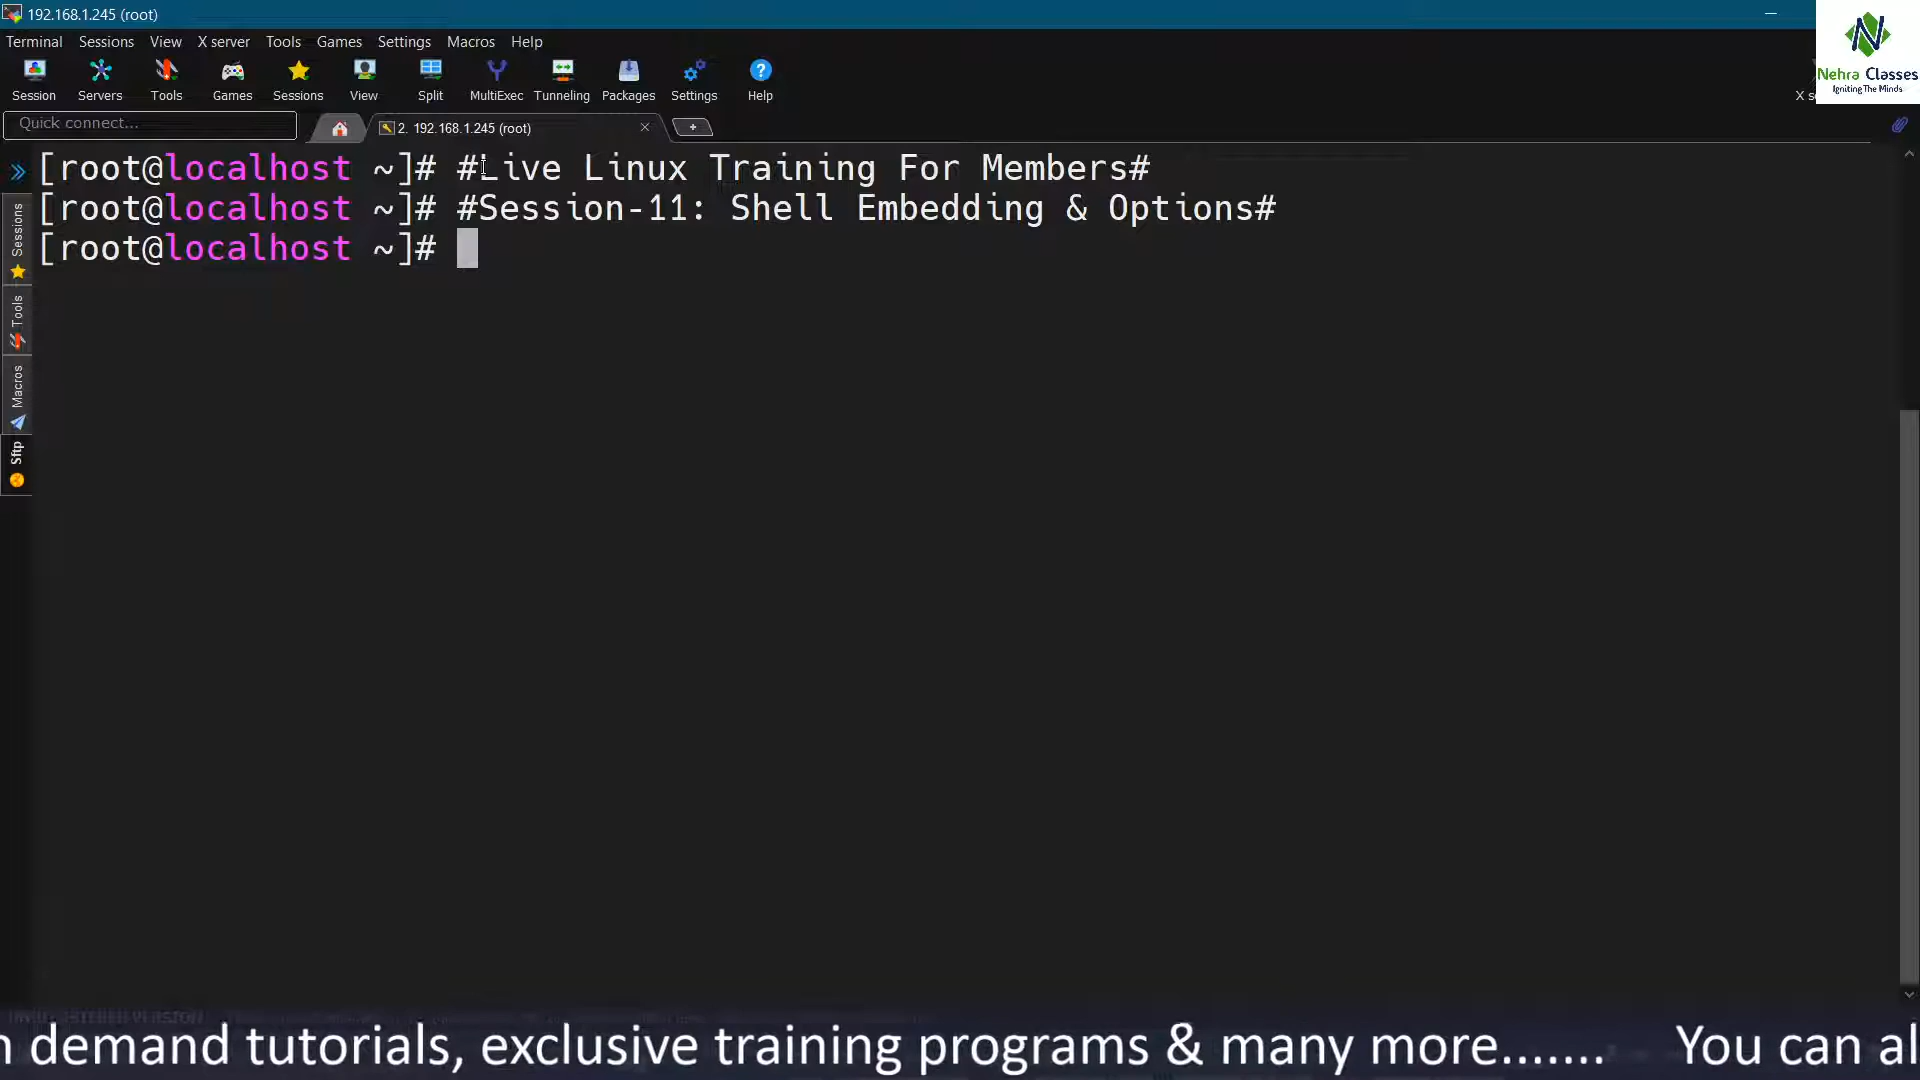 192.168.1.245 (root)
Terminal Sessions View X server Tools Games Settings Macros Help
Session Servers Tools Games Sessions View Split MultiExec Tunneling Packages Settings Help
Nehra Classes
Igniting The Minds
Quick connect...
2. 192.168.1.245 (root)
[root@localhost ~]# #Live Linux Training For Members#
[root@localhost ~]# #Session-11: Shell Embedding & Options#
[root@localhost ~]#
Sessions
Tools
Macros
Sftp
n demand tutorials, exclusive training programs & many more....... You can al